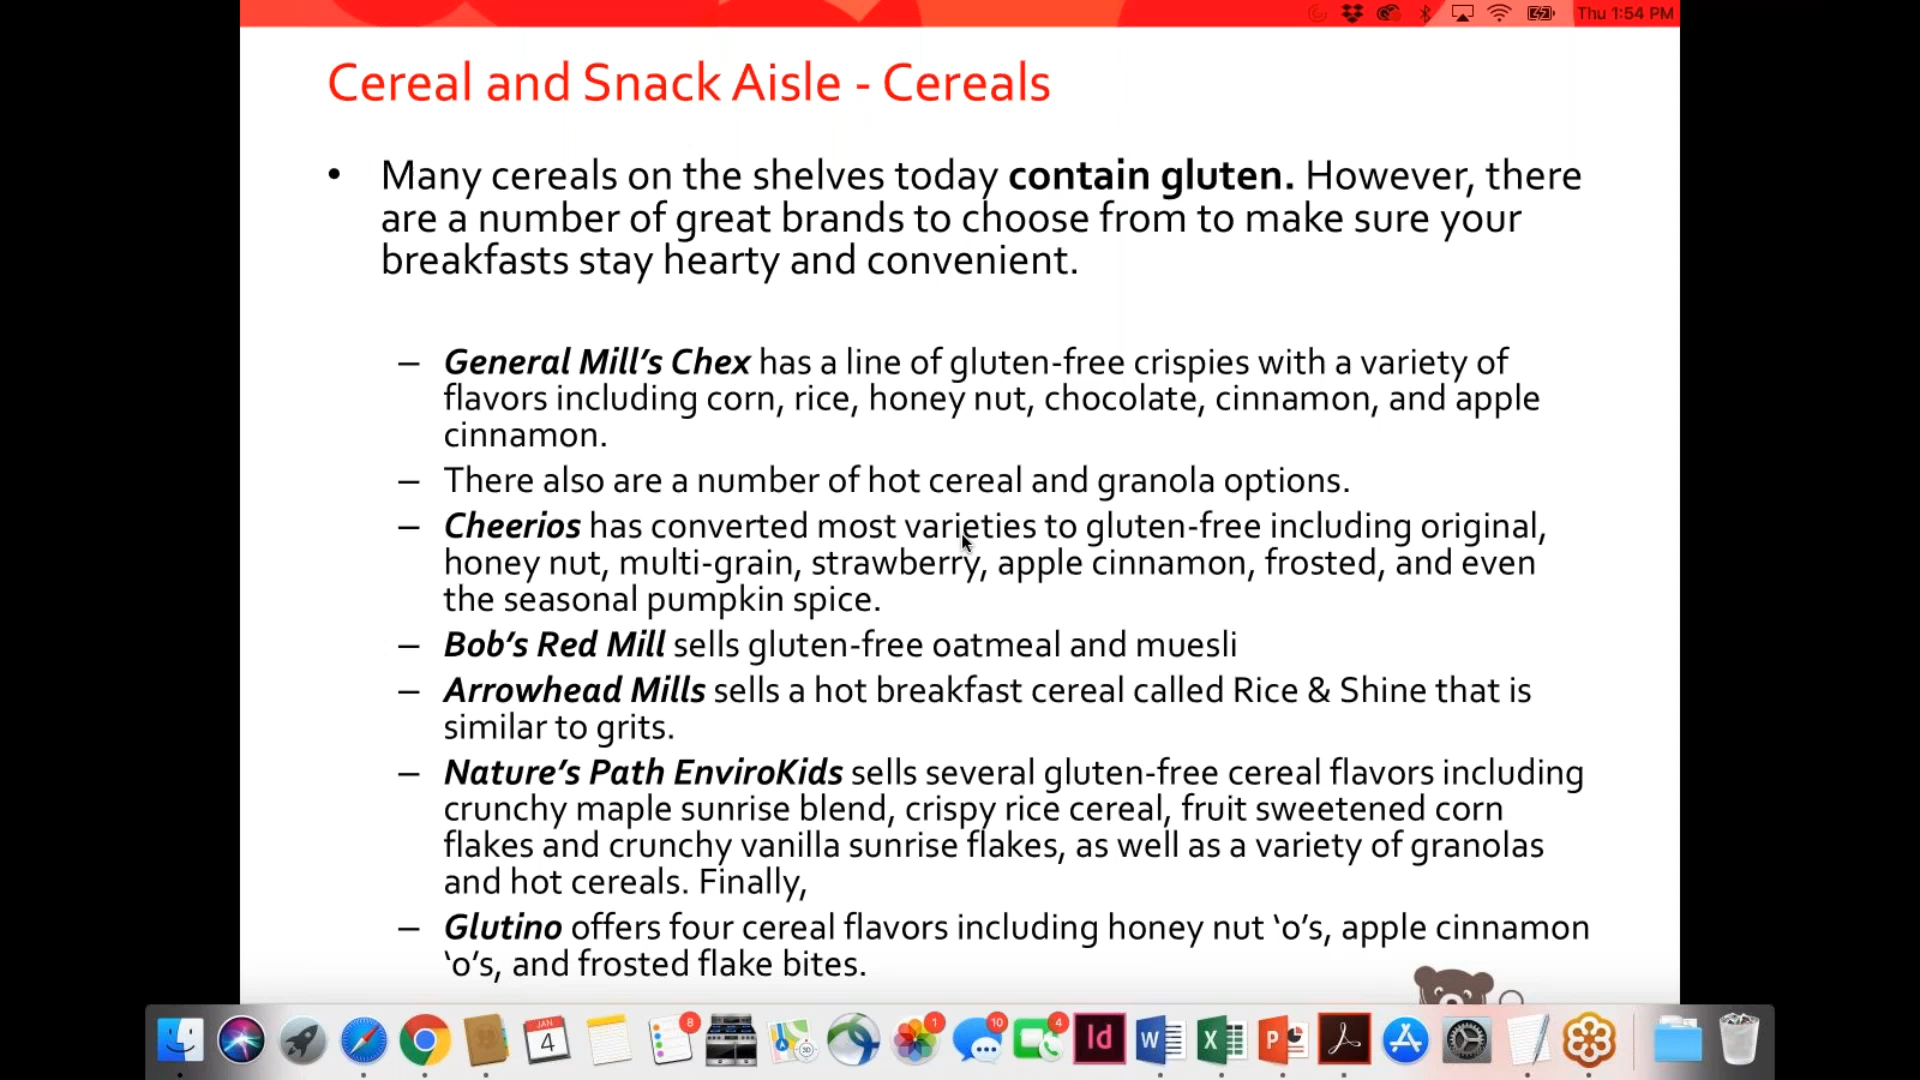 Thu 1:54 PM
Cereal and Snack Aisle - Cereals
• Many cereals on the shelves today contain gluten. However, there
are a number of great brands to choose from to make sure your
breakfasts stay hearty and convenient.
– General Mill’s Chex has a line of gluten-free crispies with a variety of
flavors including corn, rice, honey nut, chocolate, cinnamon, and apple
cinnamon.
– There also are a number of hot cereal and granola options.
– Cheerios has converted most varieties to gluten-free including original,
honey nut, multi-grain, strawberry, apple cinnamon, frosted, and even
the seasonal pumpkin spice.
– Bob’s Red Mill sells gluten-free oatmeal and muesli
– Arrowhead Mills sells a hot breakfast cereal called Rice & Shine that is
similar to grits.
– Nature’s Path EnviroKids sells several gluten-free cereal flavors including
crunchy maple sunrise blend, crispy rice cereal, fruit sweetened corn
flakes and crunchy vanilla sunrise flakes, as well as a variety of granolas
and hot cereals. Finally,
– Glutino offers four cereal flavors including honey nut ‘o’s, apple cinnamon
‘o’s, and frosted flake bites.
JAN
4
8
1
10
4
Id
W
X
P